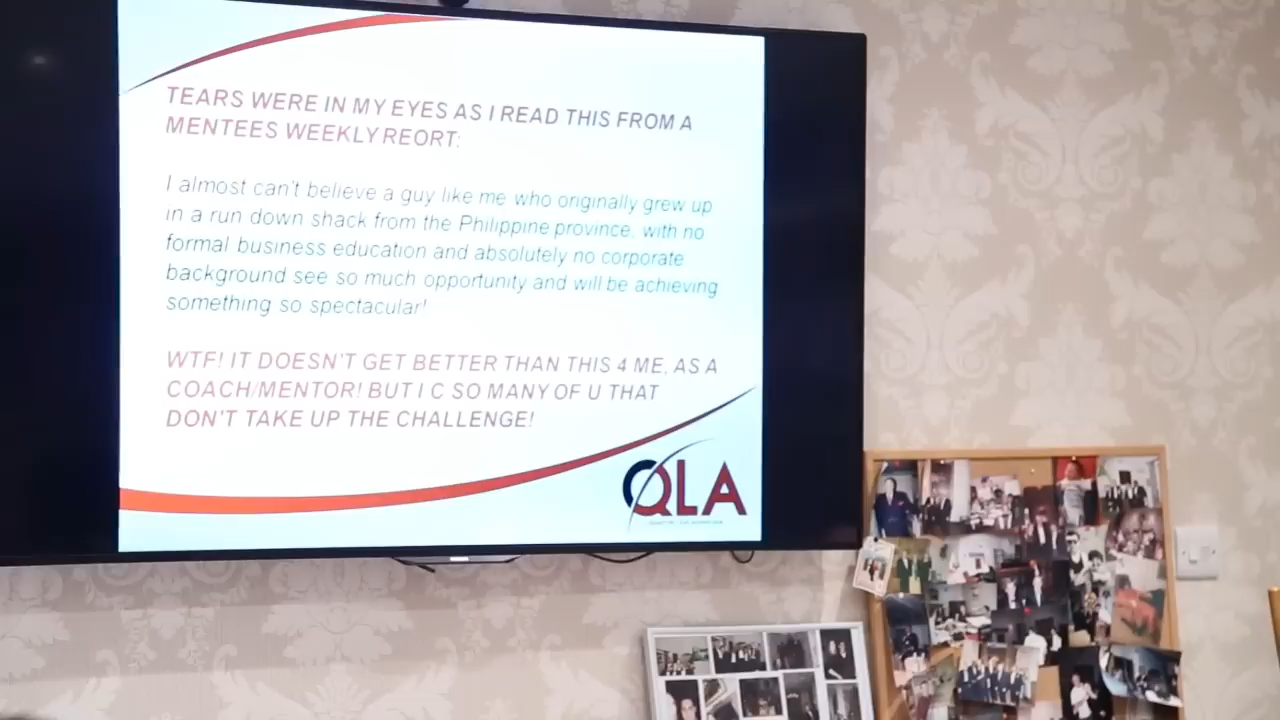 TEARS WERE IN MY EYES AS I READ THIS FROM A
MENTEES WEEKLY REORT:
I almost can't believe a guy like me who originally grew up
in a run down shack from the Philippine province, with no
formal business education and absolutely no corporate
background see so much opportunity and will be achieving
something so spectacular!
WTF! IT DOESN'T GET BETTER THAN THIS 4 ME, AS A
COACH/MENTOR! BUT I C SO MANY OF U THAT
DON'T TAKE UP THE CHALLENGE!
QLA